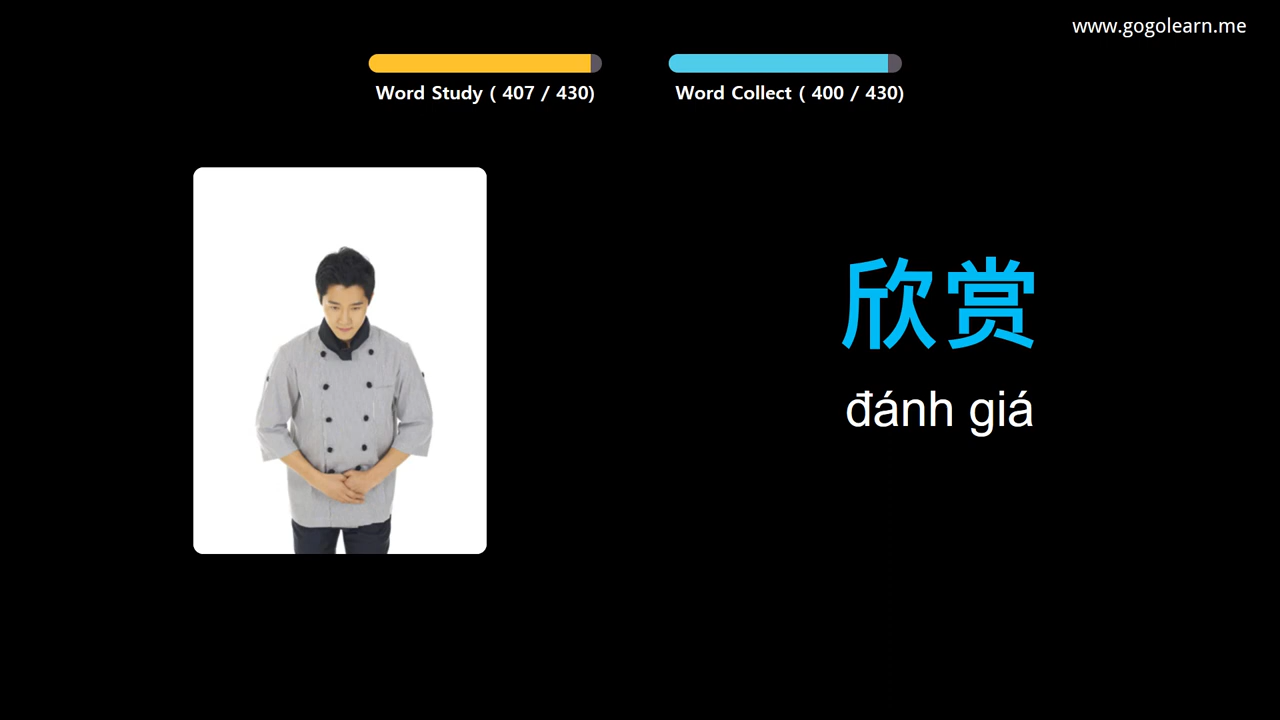 www.gogolearn.me
Word Study ( 407 / 430)
Word Collect ( 400 / 430)
欣赏
đánh giá